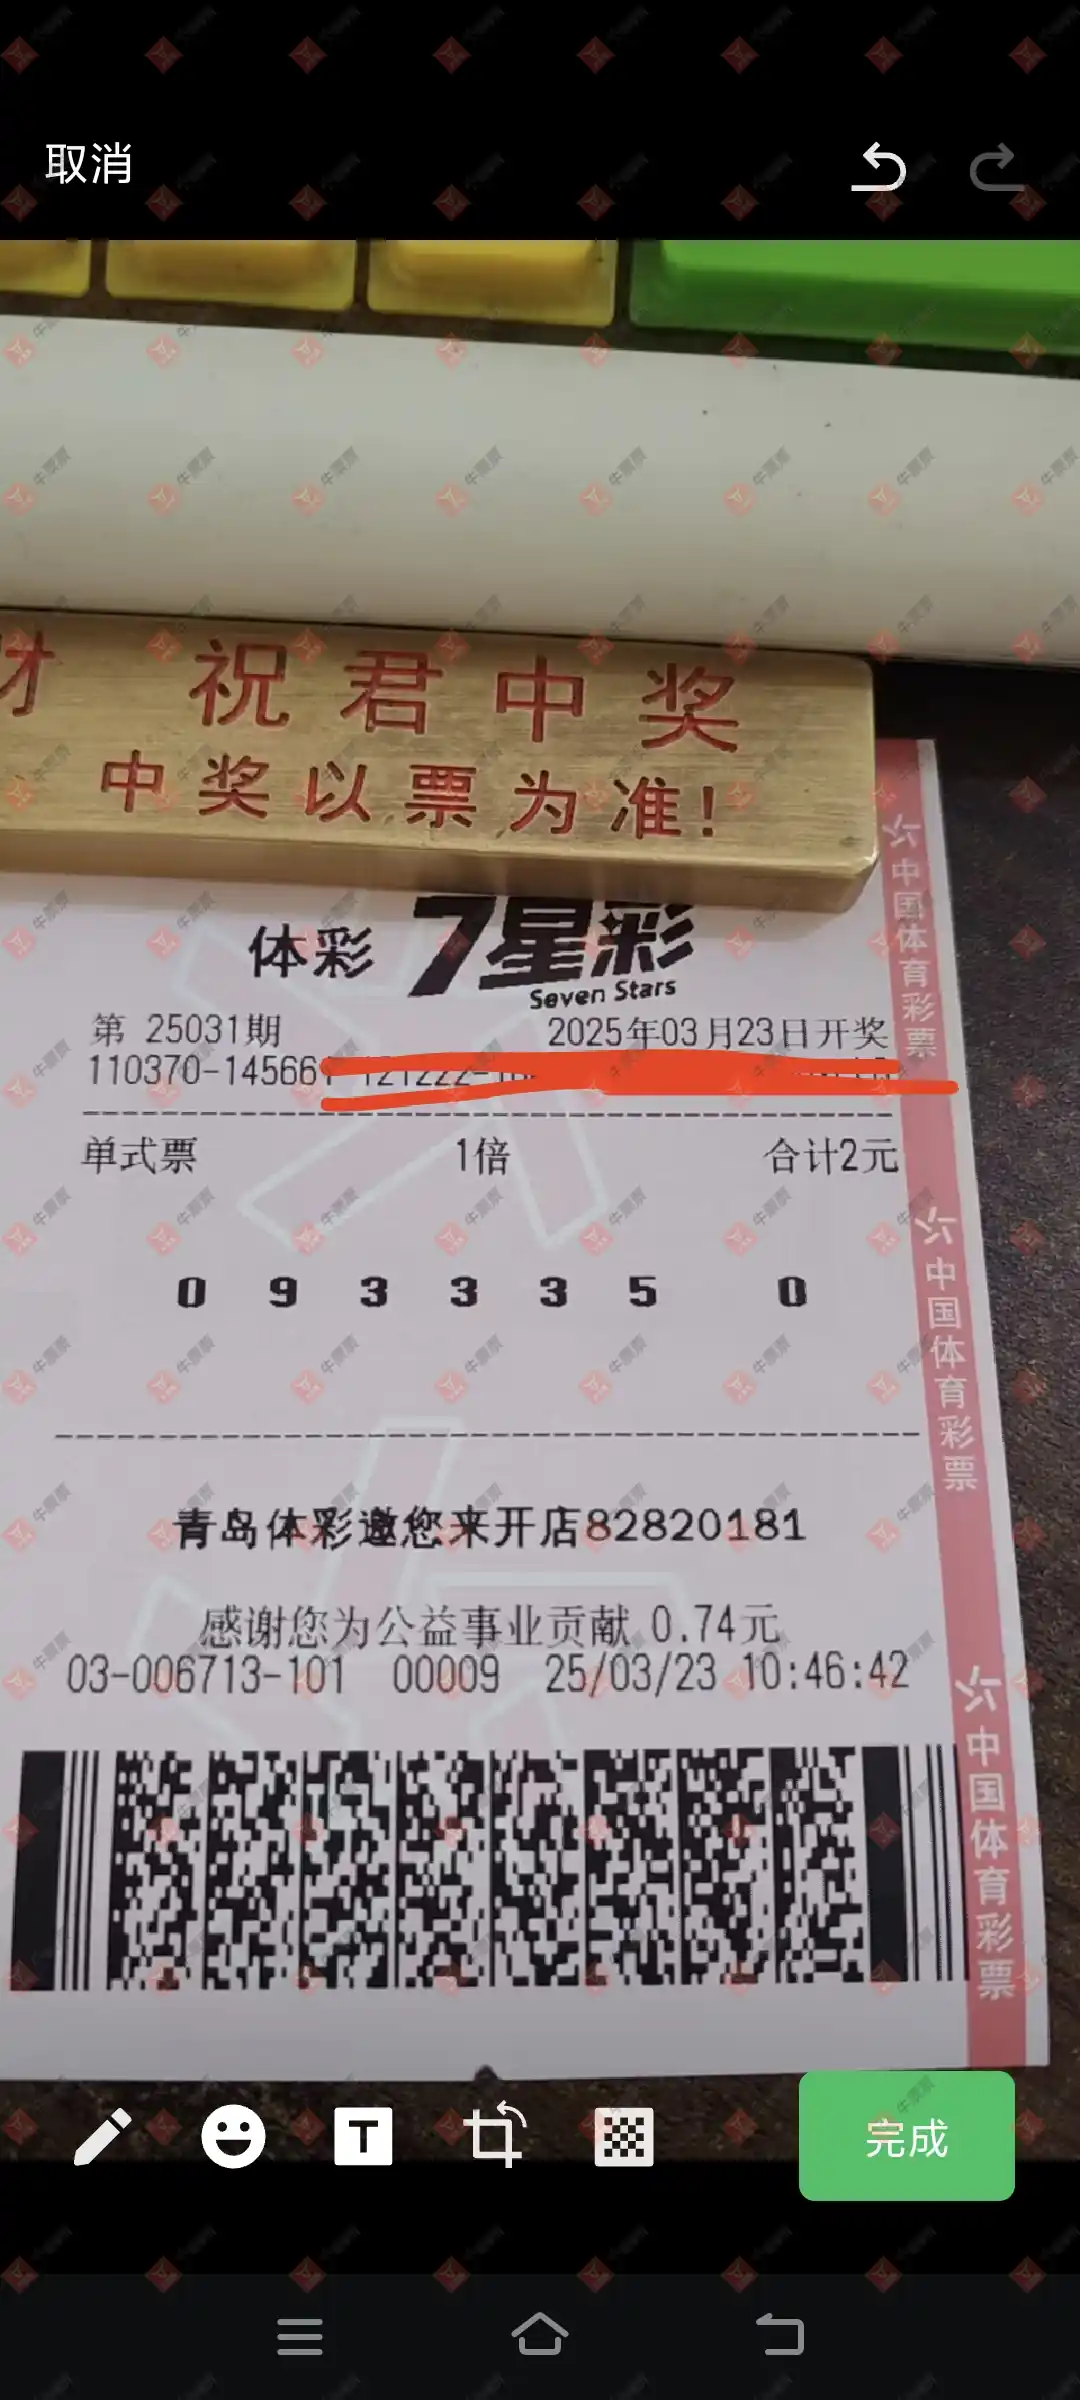 取消
财 祝君中奖
中奖以票为准!
体彩 7星彩
Seven Stars
第 25031期 2025年03月23日开奖
110370-14566
单式票 1倍 合计2元
0 9 3 3 3 5 0
青岛体彩邀您来开店82820181
感谢您为公益事业贡献 0.74元
03-006713-101 00009 25/03/23 10:46:42
中国体育彩票
中国体育彩票
中国体育彩票
T
完成
牛票票